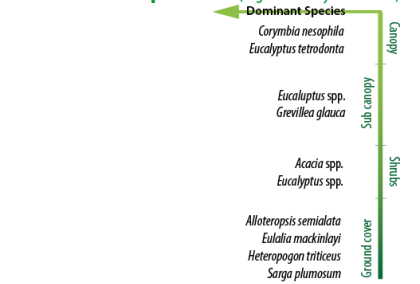 Dominant Species
Corymbia nesophila
Eucalyptus tetrodonta
Canopy
Eucaluptus spp.
Grevillea glauca
Sub canopy
Acacia spp.
Eucalyptus spp.
Shrubs
Alloteropsis semialata
Eulalia mackinlayi
Heteropogon triticeus
Sarga plumosum
Ground cover